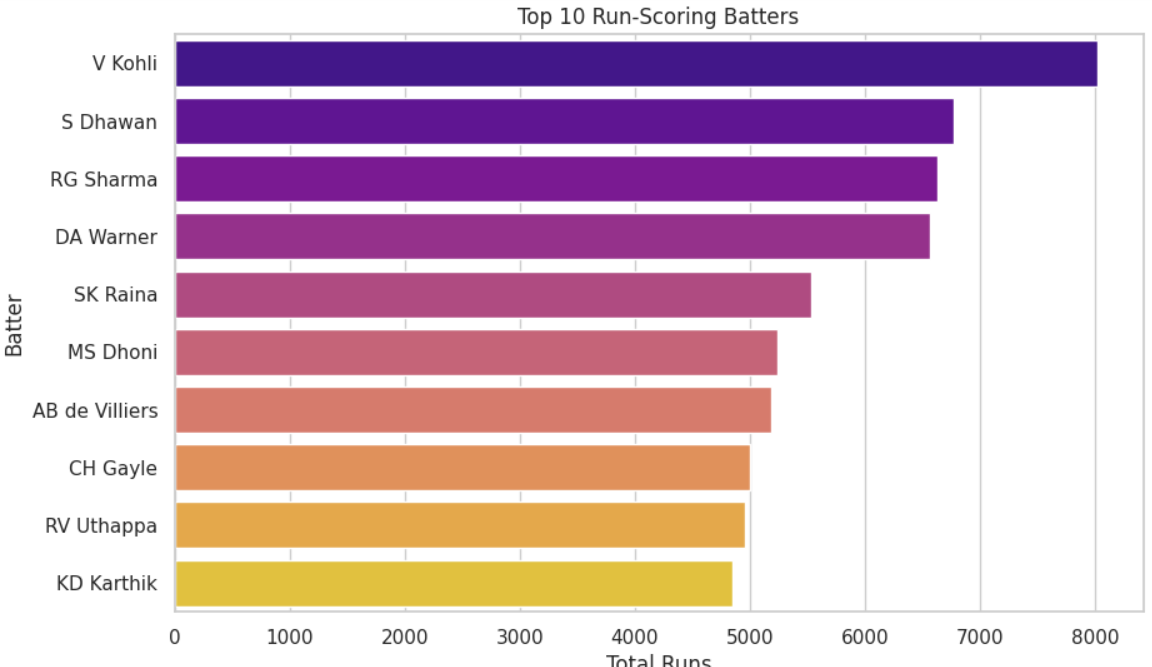 Top 10 Run-Scoring Batters
V Kohli
S Dhawan
RG Sharma
DA Warner
SK Raina
MS Dhoni
AB de Villiers
CH Gayle
RV Uthappa
KD Karthik
Batter
0 1000 2000 3000 4000 5000 6000 7000 8000
Total Runs